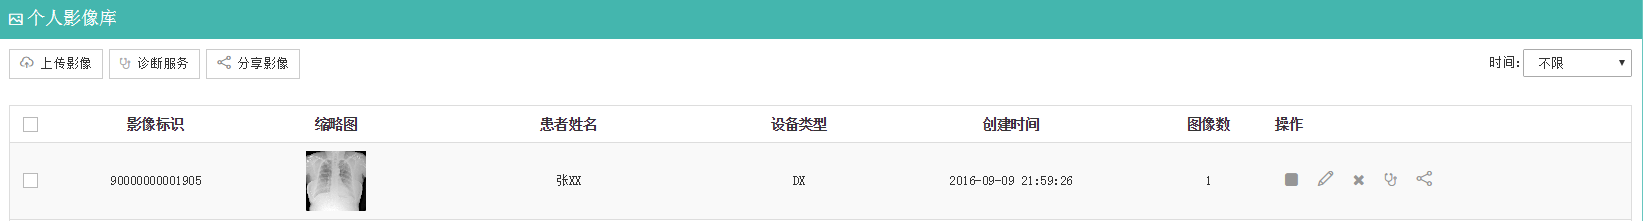 个人影像库
上传影像 诊断服务 分享影像 时间: 不限
影像标识 缩略图 患者姓名 设备类型 创建时间 图像数 操作
90000000001905 张XX DX 2016-09-09 21:59:26 1